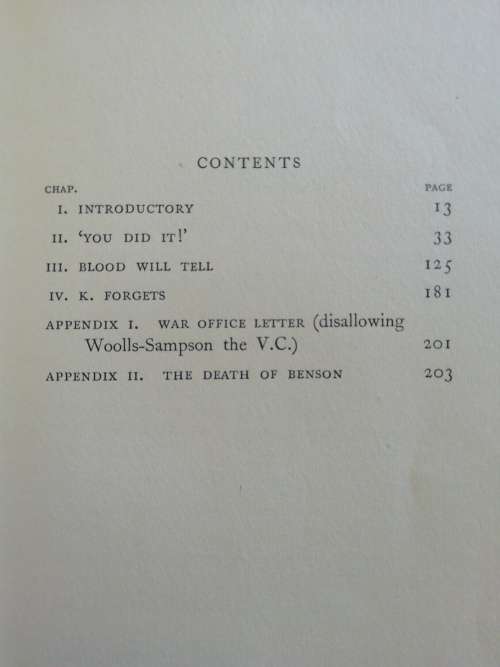 CONTENTS
CHAP. PAGE
I. INTRODUCTORY 13
II. ‘YOU DID IT!’ 33
III. BLOOD WILL TELL 125
IV. K. FORGETS 181
APPENDIX I. WAR OFFICE LETTER (disallowing
Woolls-Sampson the V.C.) 201
APPENDIX II. THE DEATH OF BENSON 203